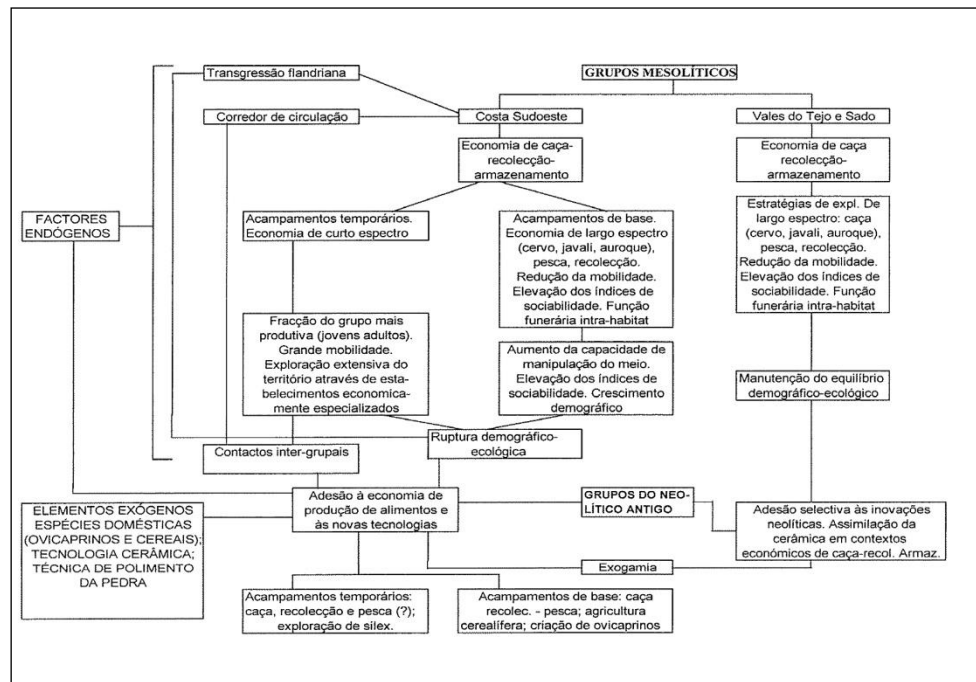 Transgressão flandriana
GRUPOS MESOLÍTICOS
Corredor de circulação
Costa Sudoeste
Vales do Tejo e Sado
Economia de caça-
recolecção-
armazenamento
Economia de caça
recolecção-
armazenamento
FACTORES
ENDÓGENOS
Acampamentos temporários.
Economia de curto espectro
Acampamentos de base.
Economia de largo espectro
(cervo, javali, auroque),
pesca, recolecção.
Redução da mobilidade.
Elevação dos índices de
sociabilidade. Função
funerária intra-habitat
Estratégias de expl. De
largo espectro: caça
(cervo, javali, auroque),
pesca, recolecção.
Redução da mobilidade.
Elevação dos índices de
sociabilidade. Função
funerária intra-habitat
Fracção do grupo mais
produtiva (jovens adultos).
Grande mobilidade.
Exploração extensiva do
território através de esta-
belecimentos economica-
mente especializados
Aumento da capacidade de
manipulação do meio.
Elevação dos índices de
sociabilidade. Crescimento
demográfico
Manutenção do equilíbrio
demográfico-ecológico
Contactos inter-grupais
Ruptura demográfico-
ecológica
ELEMENTOS EXÓGENOS
ESPÉCIES DOMÉSTICAS
(OVICAPRINOS E CEREAIS);
TECNOLOGIA CERÂMICA;
TÉCNICA DE POLIMENTO
DA PEDRA
Adesão à economia de
produção de alimentos e
às novas tecnologias
GRUPOS DO NEO-
LÍTICO ANTIGO
Adesão selectiva às inovações
neolíticas. Assimilação da
cerâmica em contextos
económicos de caça-recol. Armaz.
Exogamia
Acampamentos temporários:
caça, recolecção e pesca (?);
exploração de silex.
Acampamentos de base: caça
recolec. - pesca; agricultura
cerealífera; criação de ovicaprinos